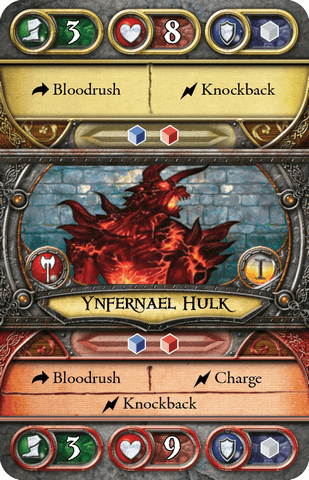 3 8
Bloodrush Knockback
I
YNFERNAEL HULK
Bloodrush Charge
Knockback
3 9